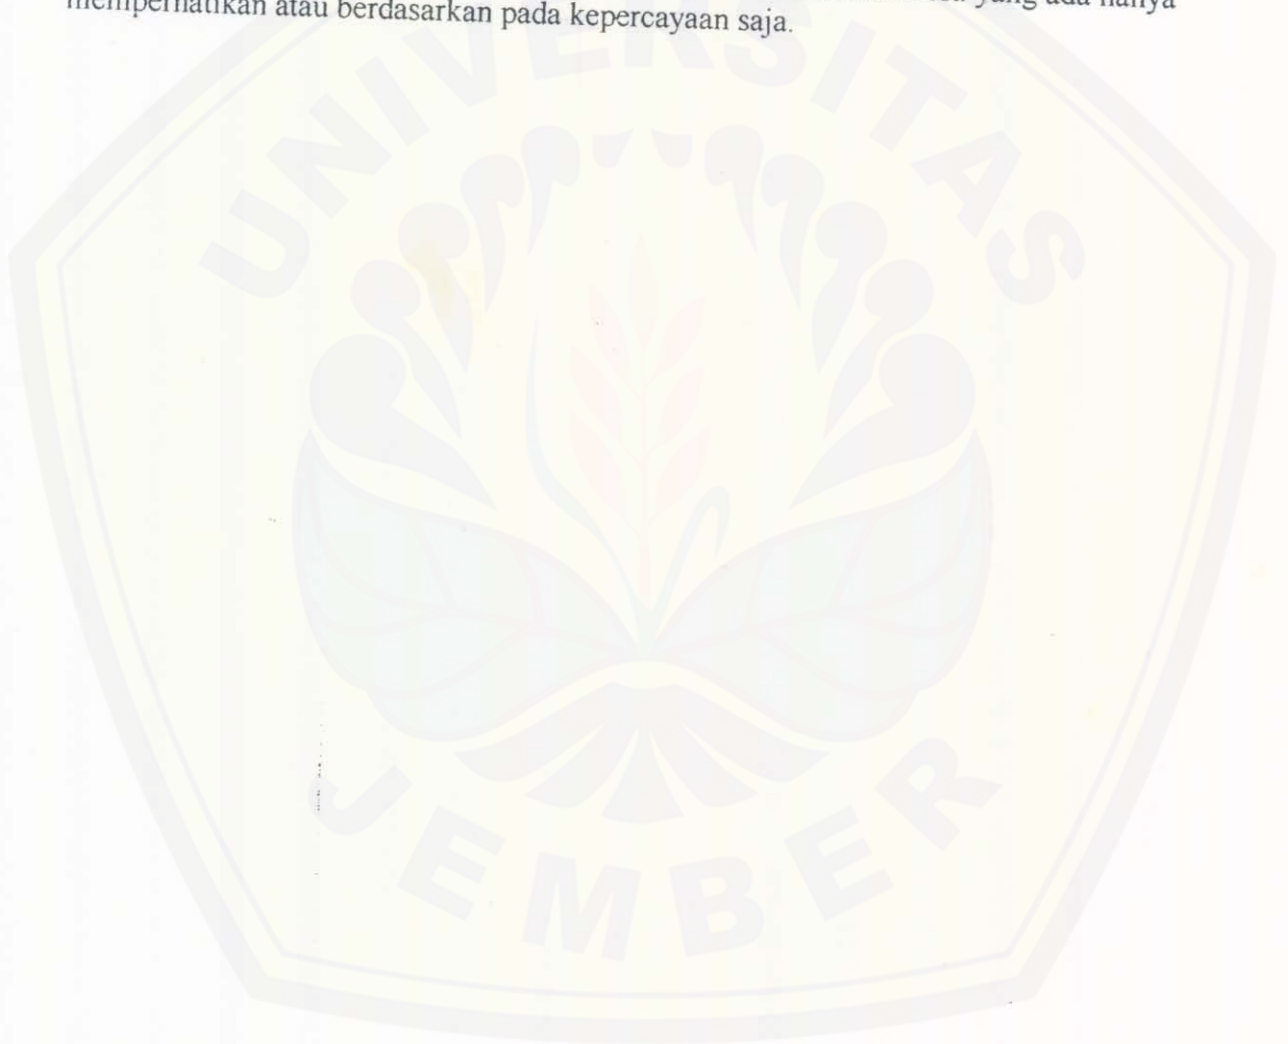 yang ada hanya
memperhatikan atau berdasarkan pada kepercayaan saja.
UNIVERSITAS
JEMBER